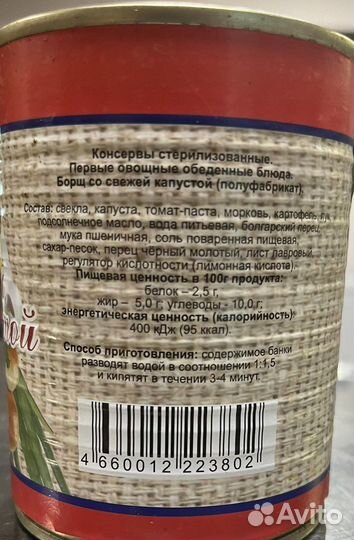 Консервы стерилизованные.
Первые овощные обеденные блюда.
Борщ со свежей капустой (полуфабрикат).
Состав: свекла, капуста, томат-паста, морковь, картофель, лук,
подсолнечное масло, вода питьевая, болгарский перец,
мука пшеничная, соль поваренная пищевая,
сахар-песок, перец чёрный молотый, лист лавровый,
регулятор кислотности (лимонная кислота).
Пищевая ценность в 100г продукта:
белок – 2,5 г,
жир – 5,0 г; углеводы - 10,0г;
энергетическая ценность (калорийность):
400 кДж (95 ккал).
Способ приготовления: содержимое банки
разводят водой в соотношении 1:1,5
и кипятят в течении 3-4 минут.
4 660012 223802
Avito